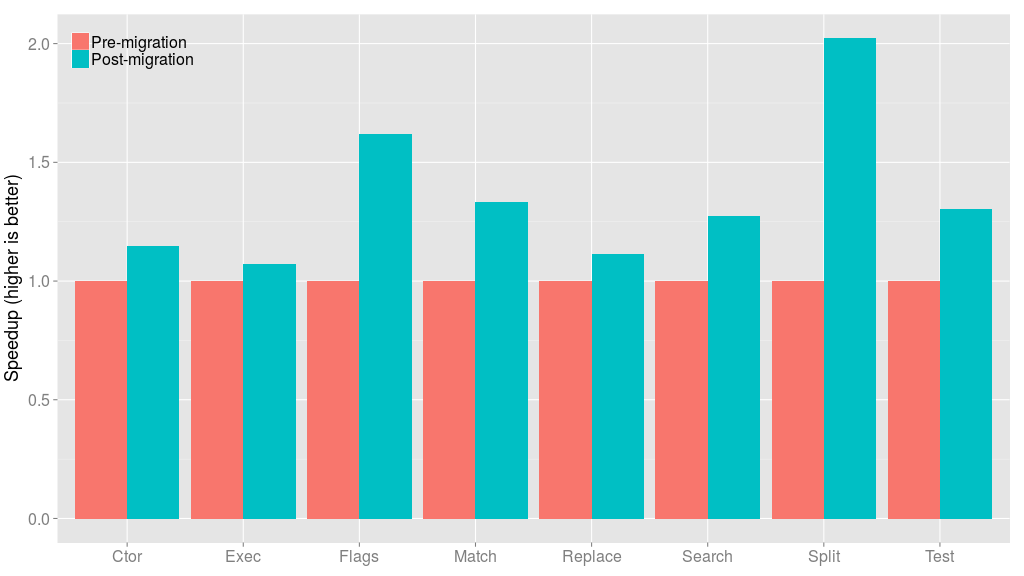 Pre-migration
Post-migration
Speedup (higher is better)
2.0
1.5
1.0
0.5
0.0
Ctor Exec Flags Match Replace Search Split Test